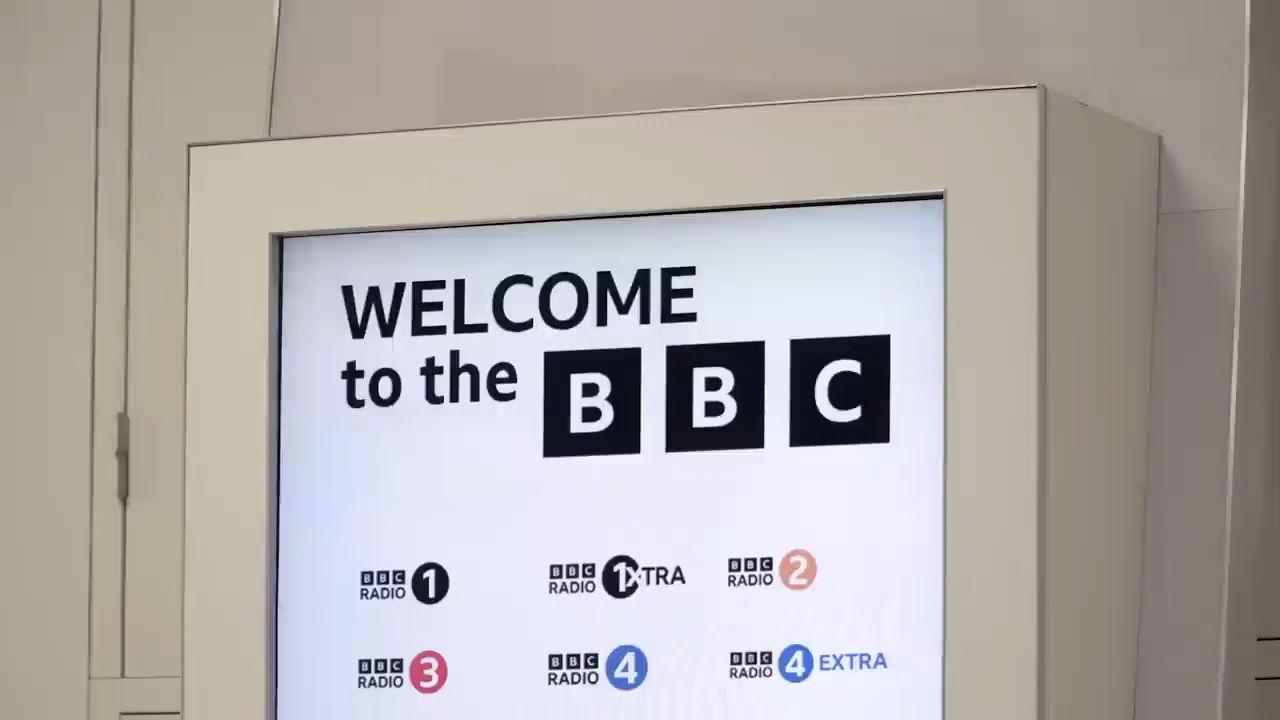 WELCOME
to the BBC
BBC RADIO 1
BBC RADIO 1XTRA
BBC RADIO 2
BBC RADIO 3
BBC RADIO 4
BBC RADIO 4 EXTRA